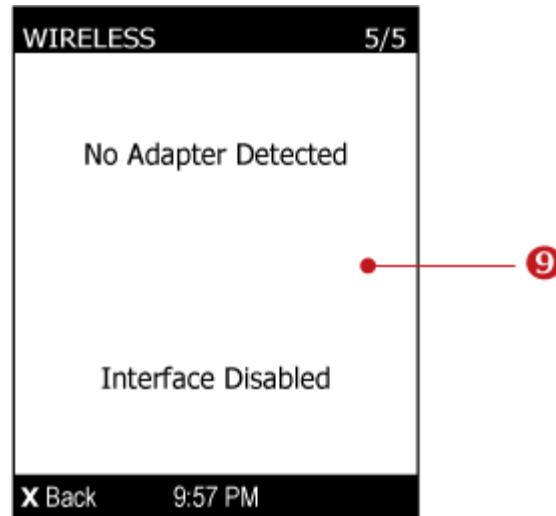 WIRELESS 5/5
No Adapter Detected
9
Interface Disabled
X Back 9:57 PM